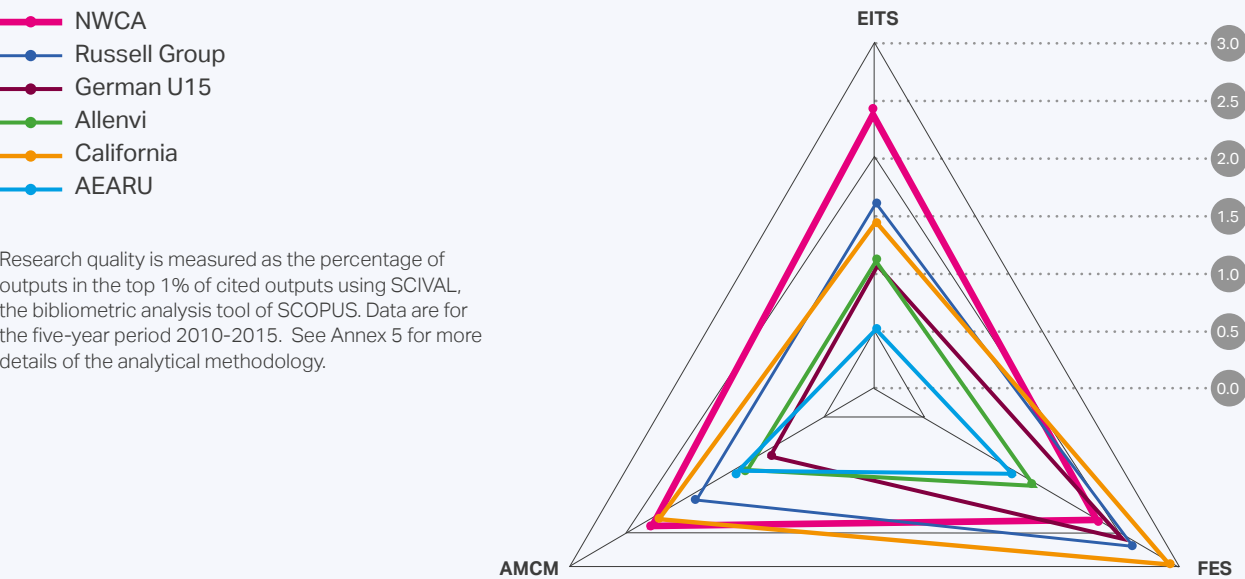 NWCA
Russell Group
German U15
Allenvi
California
AEARU
Research quality is measured as the percentage of
outputs in the top 1% of cited outputs using SCIVAL,
the bibliometric analysis tool of SCOPUS. Data are for
the five-year period 2010-2015. See Annex 5 for more
details of the analytical methodology.
EITS
3.0
2.5
2.0
1.5
1.0
0.5
0.0
AMCM
FES